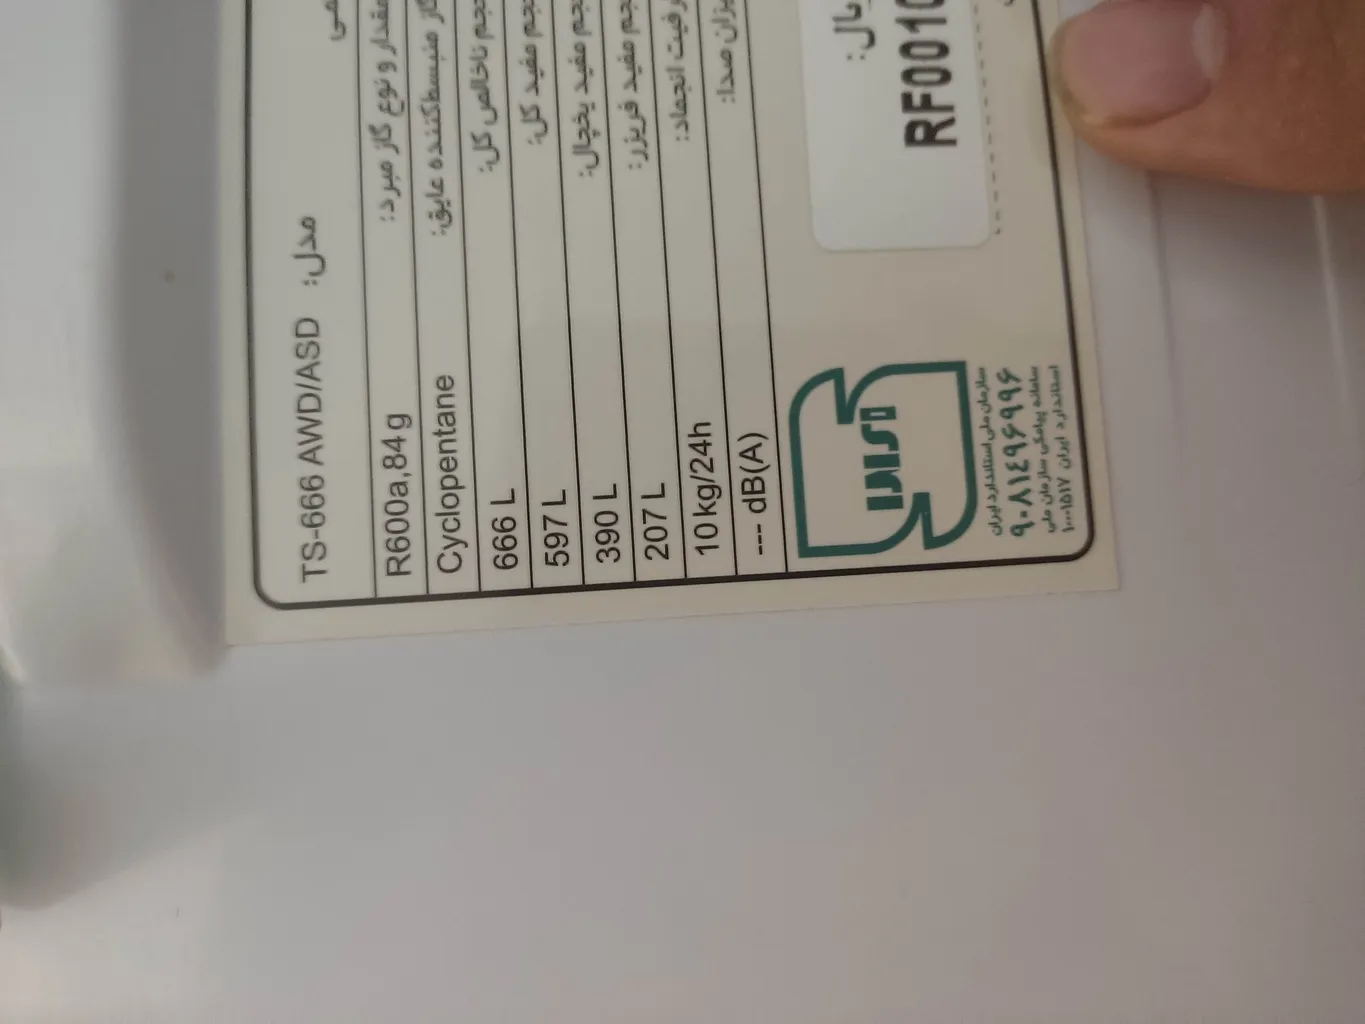 مدل: TS-666 AWD/ASD
مقدار و نوع گاز مبرد: R600a,84 g
گاز منبسط‌کننده عایق: Cyclopentane
حجم ناخالص کل: 666 L
حجم مفید کل: 597 L
حجم مفید یخچال: 390 L
حجم مفید فریزر: 207 L
ظرفیت انجماد: 10 kg/24h
میزان صدا: --- dB(A)
RF0010
سازمان ملی استاندارد ایران
۹۰۸۱٤۹۶۹۹۶
سامانه پیامکی سازمان ملی
استاندارد ایران ۱۰۰۰۱۵۱۷